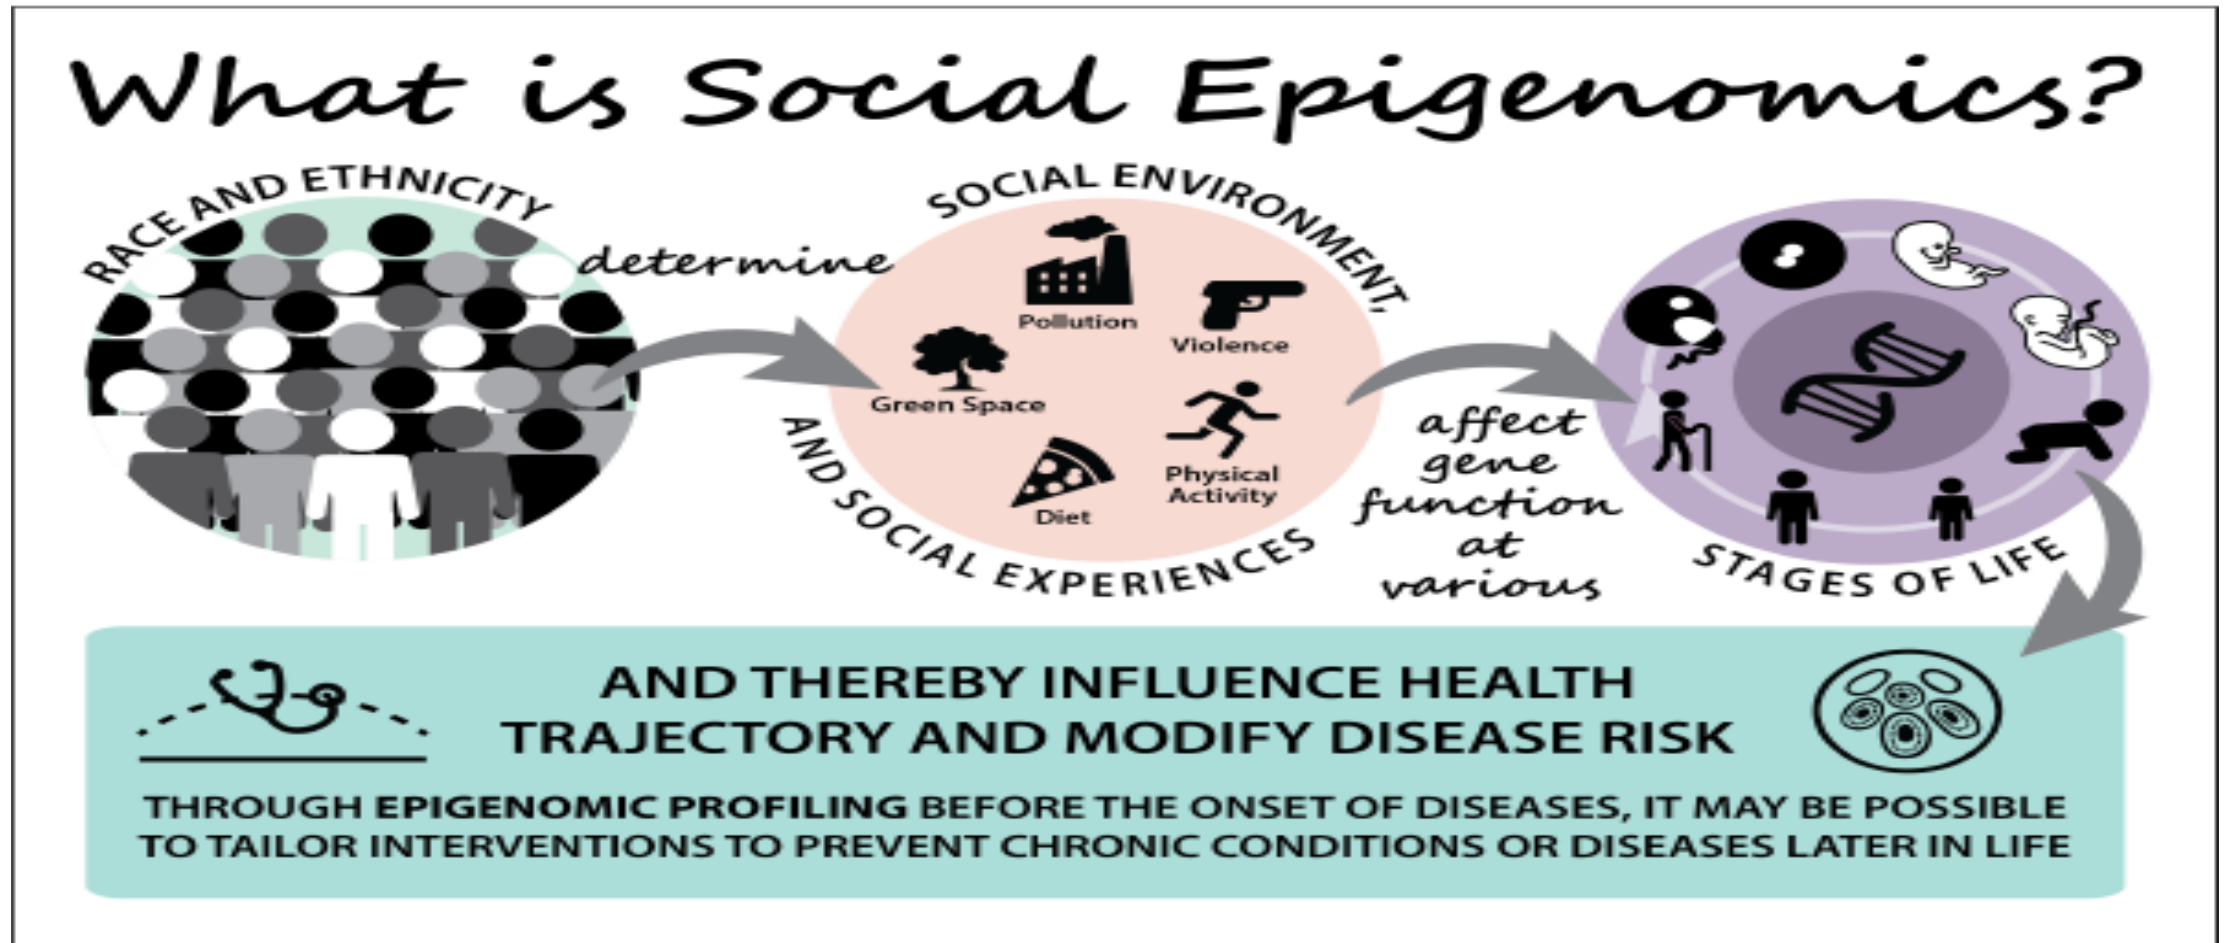 What is Social Epigenomics?
RACE AND ETHNICITY
determine
SOCIAL ENVIRONMENT,
AND SOCIAL EXPERIENCES
Pollution
Violence
Green Space
Physical
Activity
Diet
affect
gene
function
at
various
STAGES OF LIFE
AND THEREBY INFLUENCE HEALTH
TRAJECTORY AND MODIFY DISEASE RISK
THROUGH EPIGENOMIC PROFILING BEFORE THE ONSET OF DISEASES, IT MAY BE POSSIBLE
TO TAILOR INTERVENTIONS TO PREVENT CHRONIC CONDITIONS OR DISEASES LATER IN LIFE